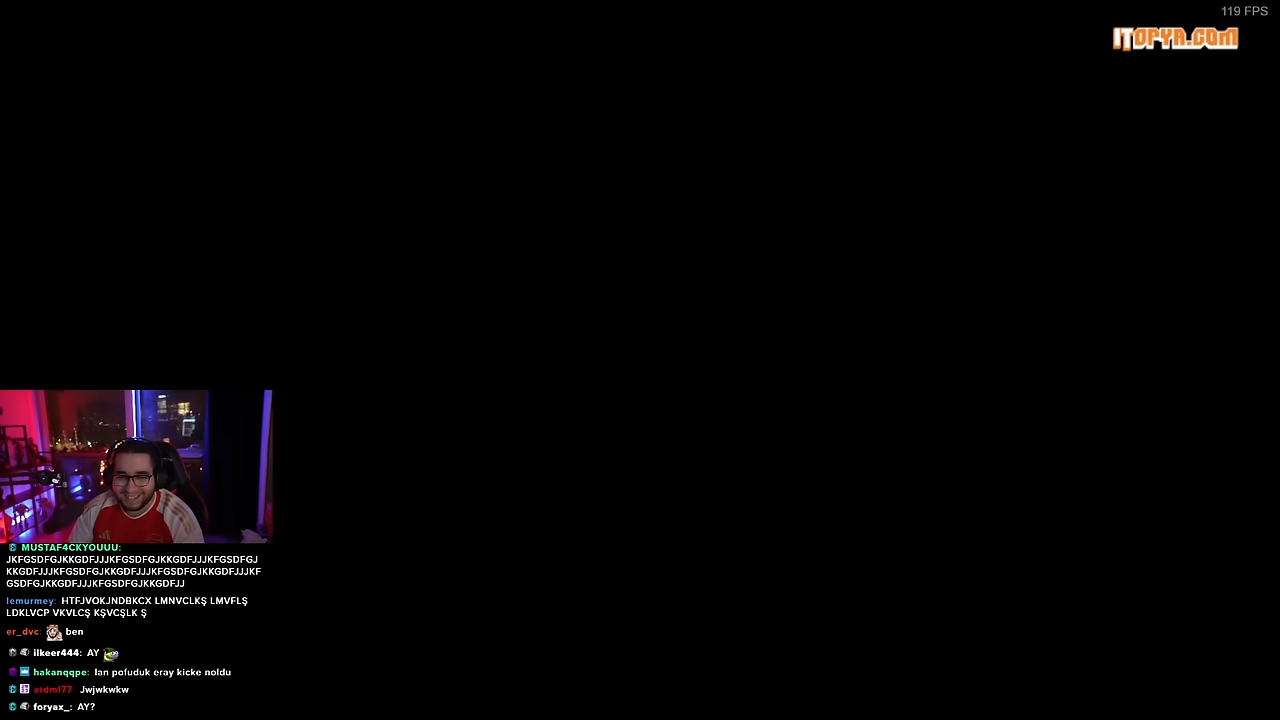 119 FPS
ITOPYA.COM
MUSTAF4CKYOUUU:
JKFGSDFGJKKGDFJJJKFGSDFGJKKGDFJJJKFGSDFGJ
KKGDFJJJKFGSDFGJKKGDFJJJKFGSDFGJKKGDFJJJKF
GSDFGJKKGDFJJJKFGSDFGJKKGDFJJ
lemurmey: HTFJVOKJNDBKCX LMNVCLKŞ LMVFLŞ
LDKLVCP VKVLCŞ KŞVCŞLK Ş
er_dvc: ben
ilkeer444: AY
hakanqqpe: lan pofuduk eray kicke noldu
atdml77 Jwjwkwkw
foryax_: AY?